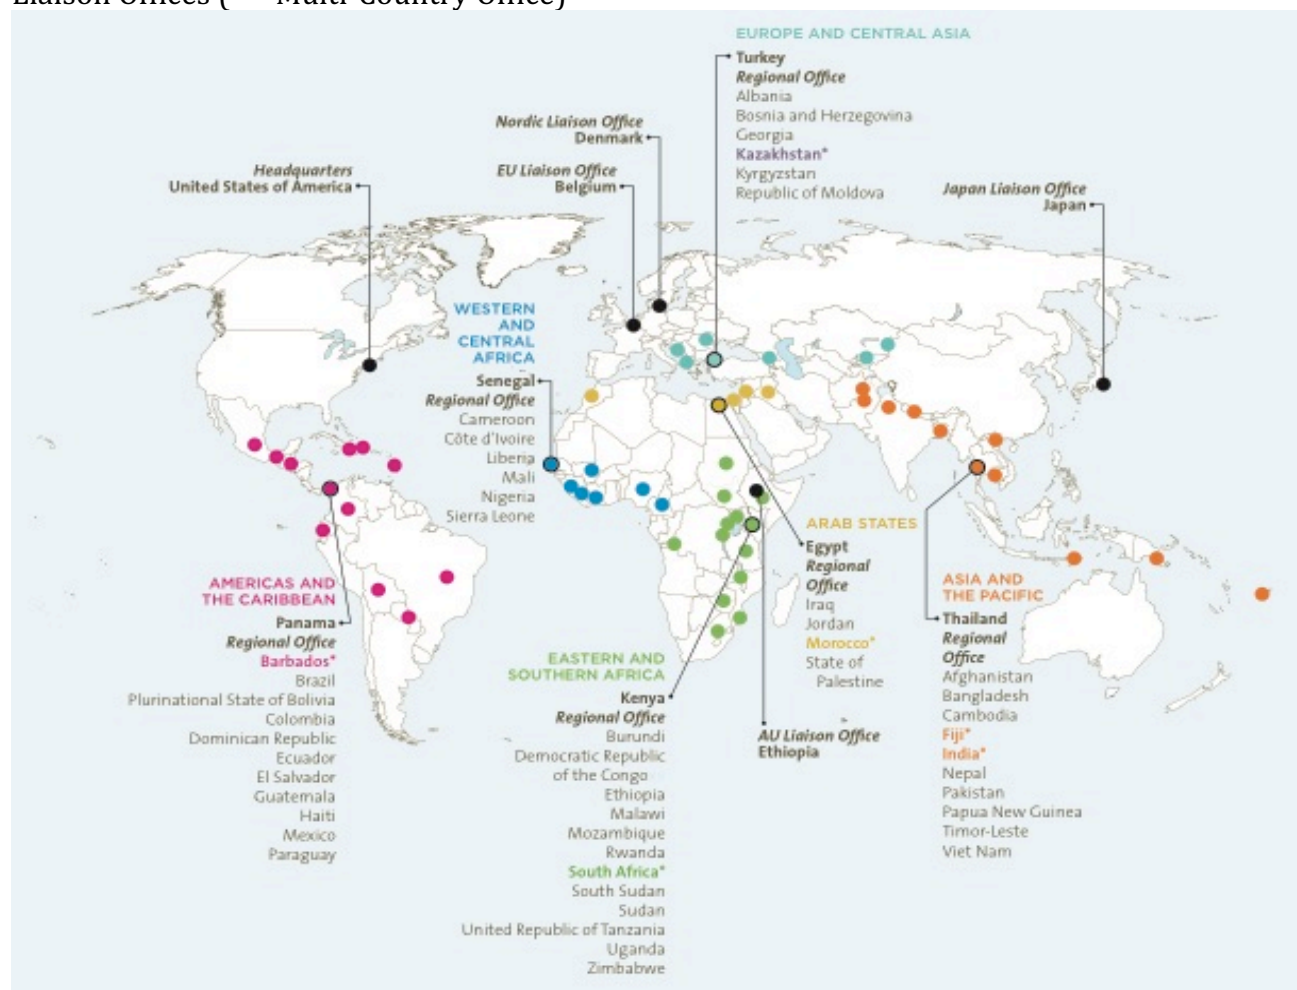 Liaison Offices ( Multi-Country Office)
EUROPE AND CENTRAL ASIA
Turkey
Regional Office
Albania
Bosnia and Herzegovina
Georgia
Kazakhstan*
Kyrgyzstan
Republic of Moldova
Nordic Liaison Office
Denmark
EU Liaison Office
Belgium
Headquarters
United States of America
Japan Liaison Office
Japan
WESTERN
AND
CENTRAL
AFRICA
Senegal
Regional Office
Cameroon
Côte d'Ivoire
Liberia
Mali
Nigeria
Sierra Leone
AMERICAS AND
THE CARIBBEAN
Panama
Regional Office
Barbados*
Brazil
Plurinational State of Bolivia
Colombia
Dominican Republic
Ecuador
El Salvador
Guatemala
Haiti
Mexico
Paraguay
EASTERN AND
SOUTHERN AFRICA
Kenya
Regional Office
Burundi
Democratic Republic
of the Congo
Ethiopia
Malawi
Mozambique
Rwanda
South Africa*
South Sudan
Sudan
United Republic of Tanzania
Uganda
Zimbabwe
AU Liaison Office
Ethiopia
ARAB STATES
Egypt
Regional
Office
Iraq
Jordan
Morocco*
State of
Palestine
ASIA AND
THE PACIFIC
Thailand
Regional
Office
Afghanistan
Bangladesh
Cambodia
Fiji*
India*
Nepal
Pakistan
Papua New Guinea
Timor-Leste
Viet Nam